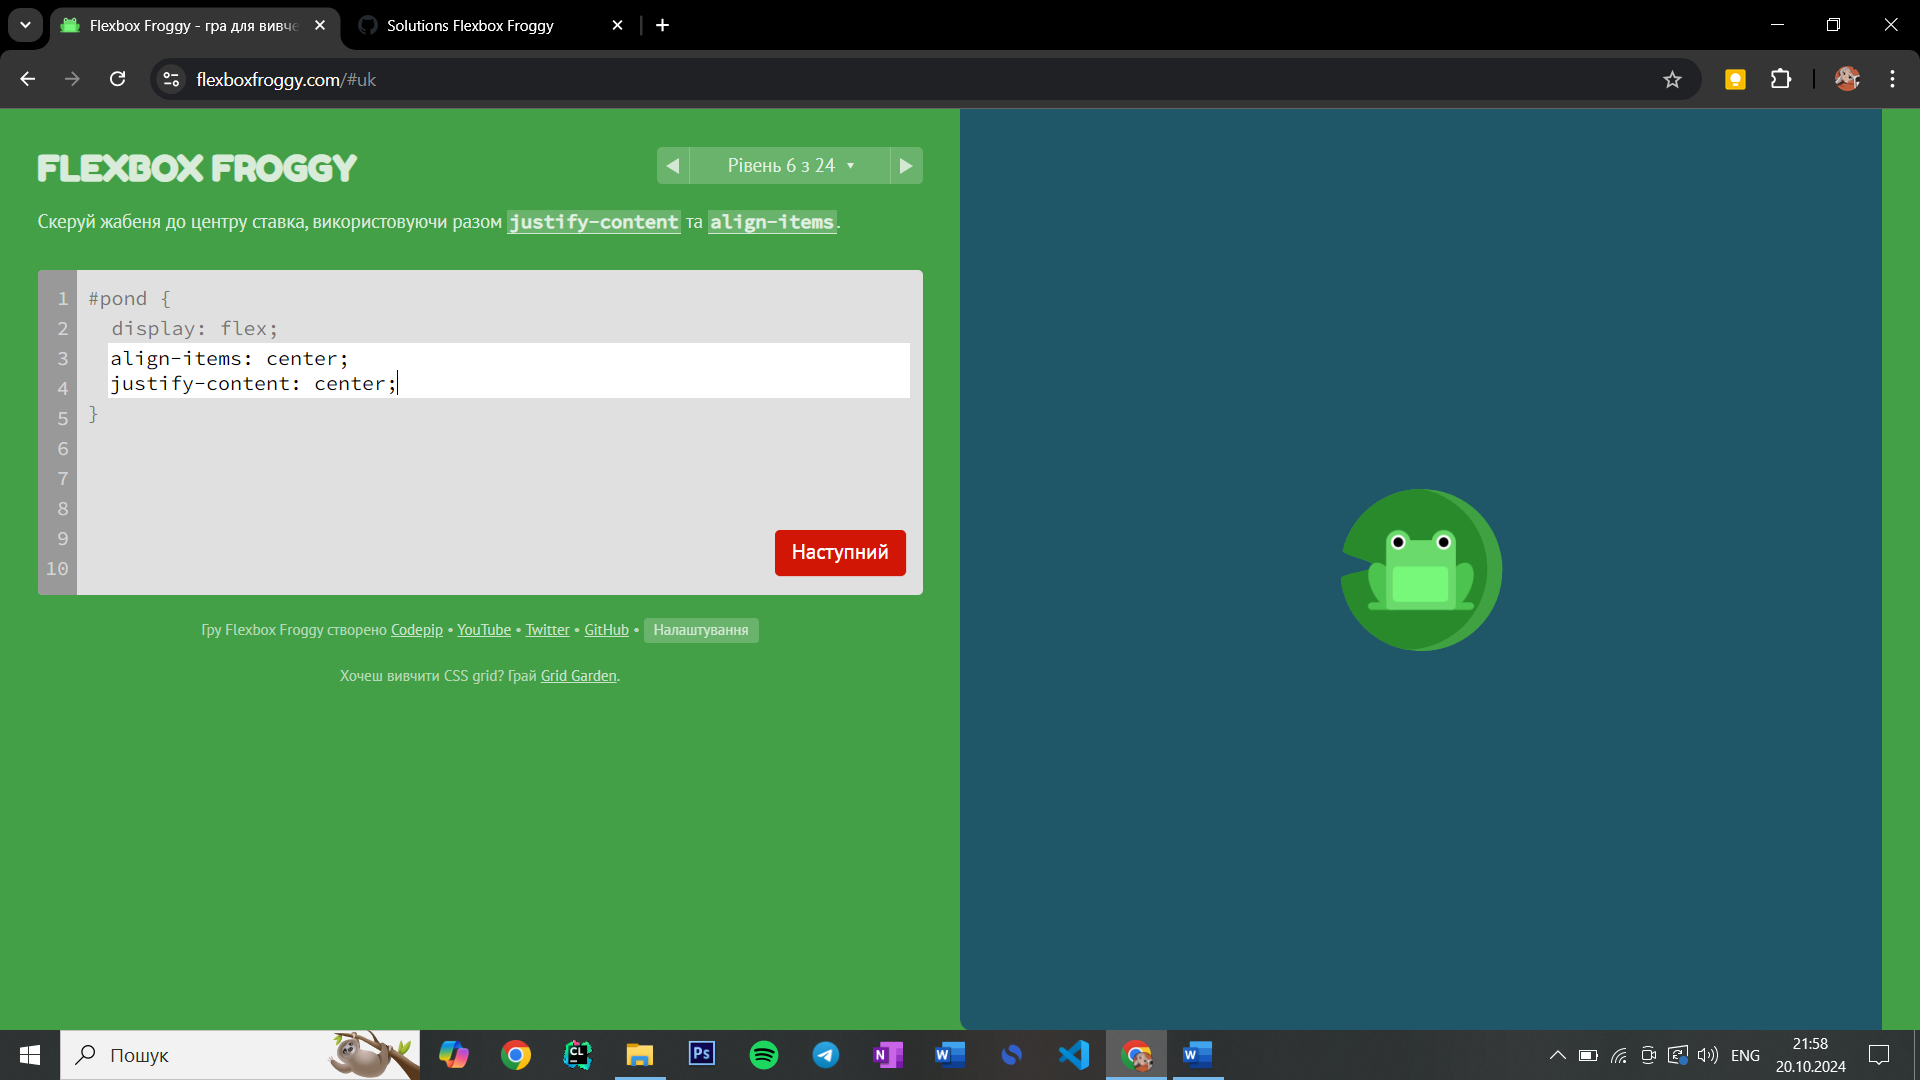 Flexbox Froggy - гра для вивче
Solutions Flexbox Froggy
flexboxfroggy.com/#uk
FLEXBOX FROGGY
Рівень 6 з 24
Скеруй жабеня до центру ставка, використовуючи разом justify-content та align-items.
1 #pond {
2 display: flex;
3 align-items: center;
4 justify-content: center;
5 }
6
7
8
9
10
Наступний
Гру Flexbox Froggy створено Codepip • YouTube • Twitter • GitHub • Налаштування
Хочеш вивчити CSS grid? Грай Grid Garden.
Пошук
CL
Ps
N
W
W
ENG
21:58
20.10.2024